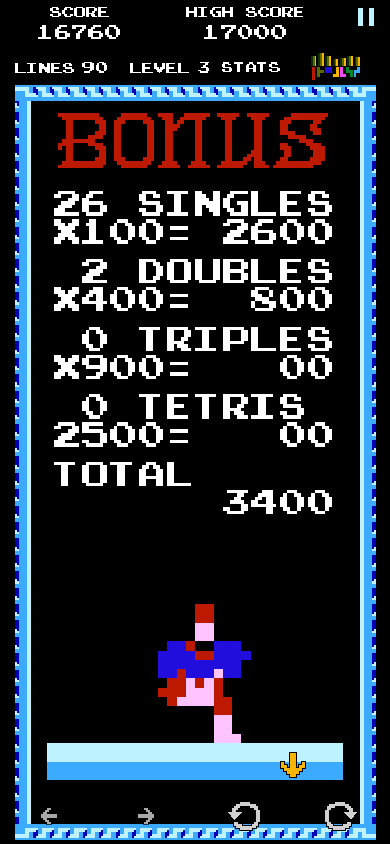 SCORE HIGH SCORE
16760 17000
LINES 90 LEVEL 3 STATS
BONUS
26 SINGLES
X100= 2600
2 DOUBLES
X400= 800
0 TRIPLES
X900= 00
0 TETRIS
2500= 00
TOTAL
3400